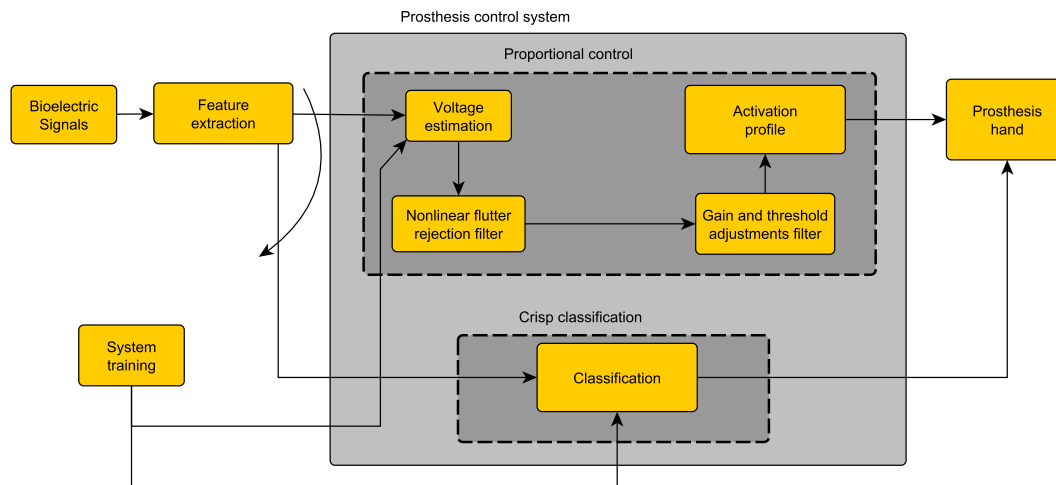 Prosthesis control system
Proportional control
Bioelectric
Signals
Feature
extraction
Voltage
estimation
Activation
profile
Prosthesis
hand
Nonlinear flutter
rejection filter
Gain and threshold
adjustments filter
Crisp classification
System
training
Classification